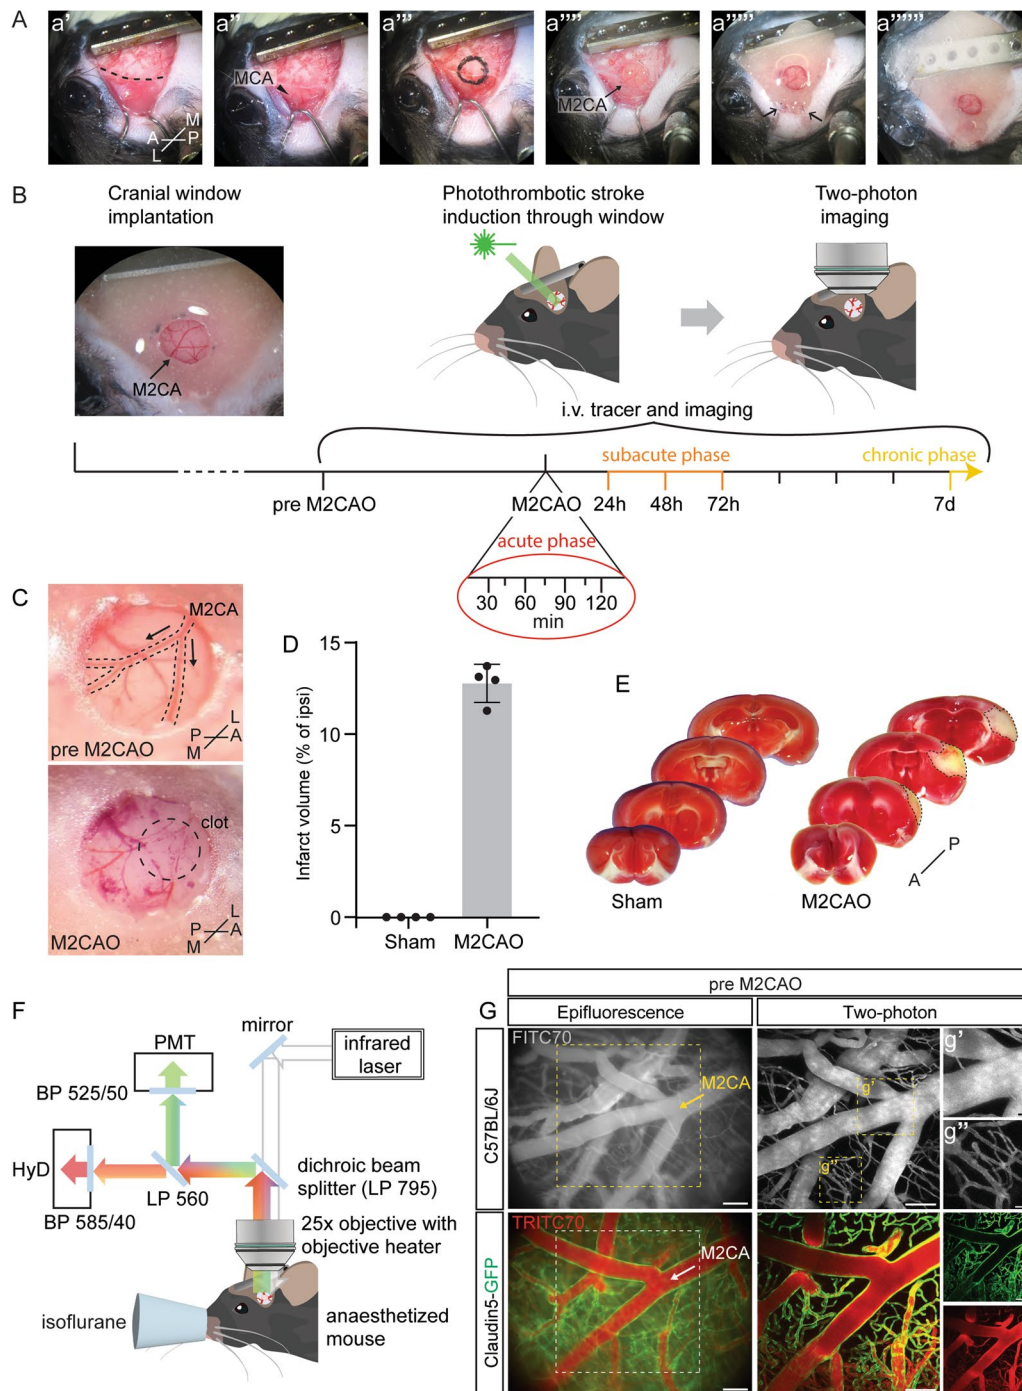 A
a'
a''
a'''
a''''
a'''''
a''''''
MCA
M2CA
M
A P
L
B
Cranial window
implantation
Photothrombotic stroke
induction through window
Two-photon
imaging
M2CA
i.v. tracer and imaging
subacute phase
chronic phase
pre M2CAO
M2CAO
24h
48h
72h
7d
acute phase
30 60 90 120
min
C
M2CA
L
P A
M
pre M2CAO
clot
L
P A
M
M2CAO
D
Infarct volume (% of ipsi)
15
10
5
0
Sham
M2CAO
E
P
A
Sham
M2CAO
F
mirror
infrared
laser
PMT
BP 525/50
HyD
LP 560
BP 585/40
dichroic beam
splitter (LP 795)
25x objective with
objective heater
isoflurane
anaesthetized
mouse
pre M2CAO
G
Epifluorescence
Two-photon
C57BL/6J
FITC70
M2CA
g'
g''
g'
g''
Claudin5-GFP
TRITC70
M2CA